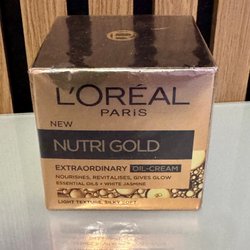 L'ORÉAL
PARIS
NEW
NUTRI GOLD
EXTRAORDINARY OIL-CREAM
NOURISHES, REVITALISES, GIVES GLOW
ESSENTIAL OILS + WHITE JASMINE
LIGHT TEXTURE, SILKY SOFT